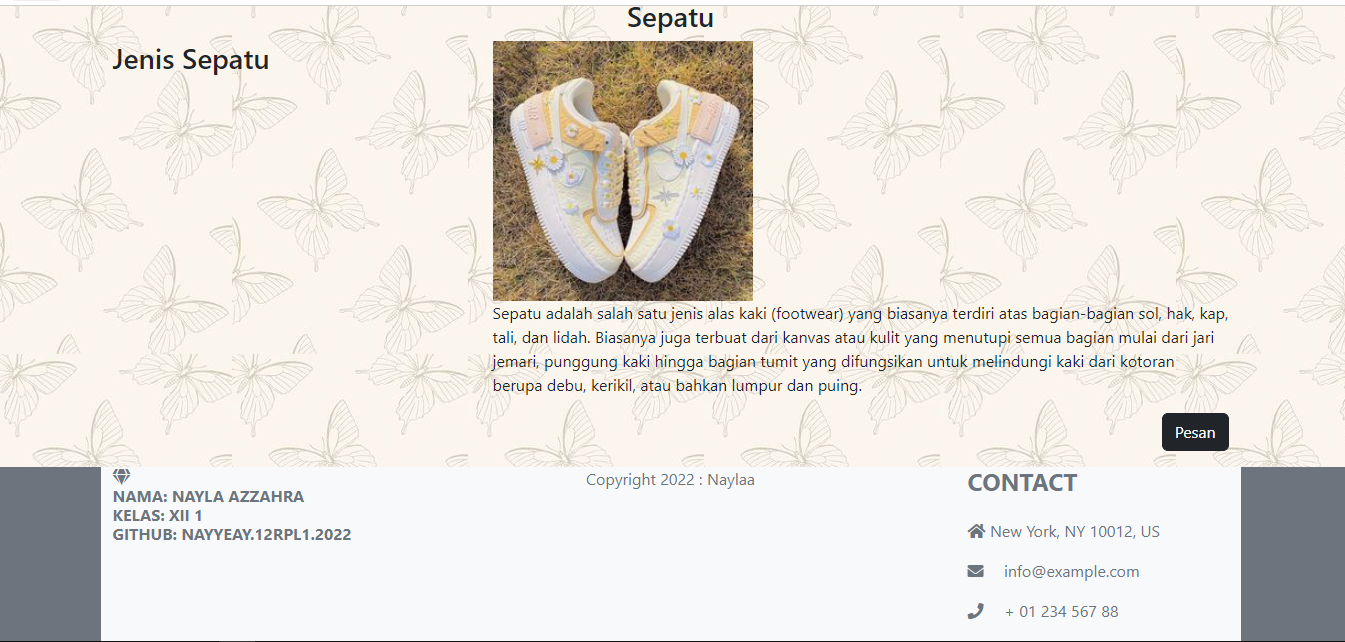 Sepatu
Jenis Sepatu
Sepatu adalah salah satu jenis alas kaki (footwear) yang biasanya terdiri atas bagian-bagian sol, hak, kap,
tali, dan lidah. Biasanya juga terbuat dari kanvas atau kulit yang menutupi semua bagian mulai dari jari
jemari, punggung kaki hingga bagian tumit yang difungsikan untuk melindungi kaki dari kotoran
berupa debu, kerikil, atau bahkan lumpur dan puing.
Pesan
NAMA: NAYLA AZZAHRA
KELAS: XII 1
GITHUB: NAYYEAY.12RPL1.2022
Copyright 2022 : Naylaa
CONTACT
New York, NY 10012, US
info@example.com
+ 01 234 567 88